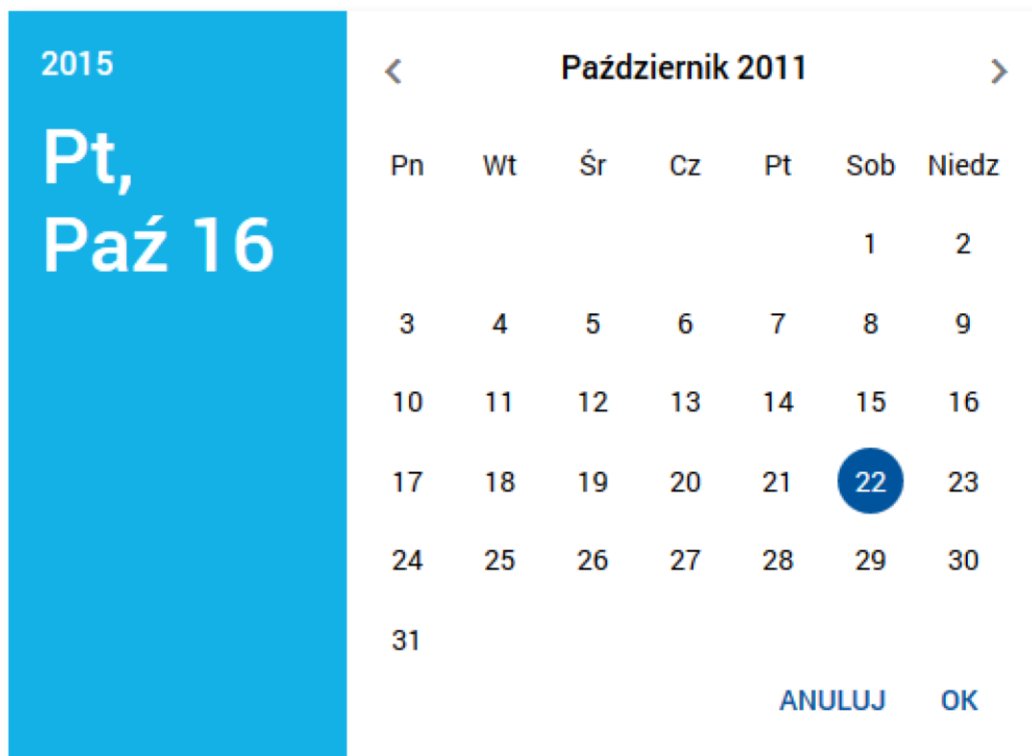 2015
Pt,
Paź 16
Październik 2011
Pn Wt Śr Cz Pt Sob Niedz
1 2
3 4 5 6 7 8 9
10 11 12 13 14 15 16
17 18 19 20 21 22 23
24 25 26 27 28 29 30
31
ANULUJ OK